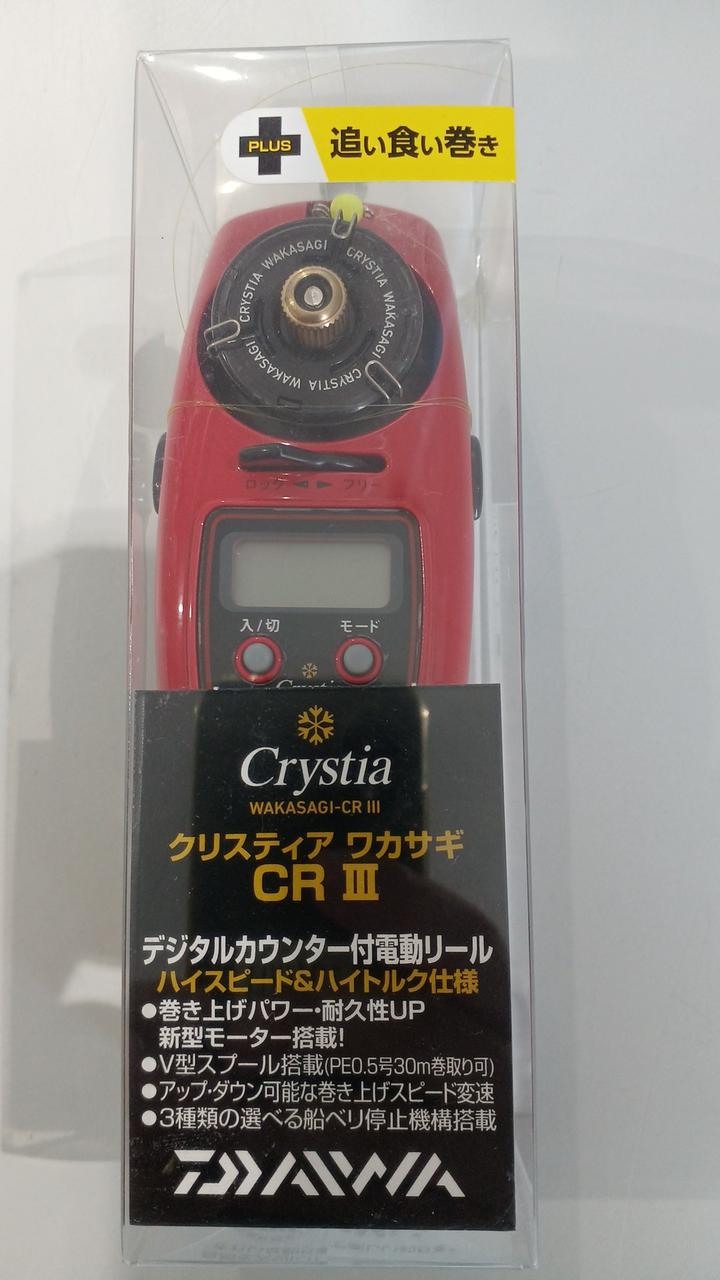 PLUS 追い食い巻き
CRYSTIA WAKASAGI CRYSTIA WAKASAGI CRYSTIA WAKASAGI
ロック ◀ ▶ フリー
入/切 モード
Crystia
WAKASAGI-CR III
クリスティア ワカサギ
CR III
デジタルカウンター付電動リール
ハイスピード&ハイトルク仕様
●巻き上げパワー・耐久性UP
新型モーター搭載!
●V型スプール搭載(PE0.5号30m巻取り可)
●アップ・ダウン可能な巻き上げスピード変速
●3種類の選べる船ベリ停止機構搭載
DAIWA